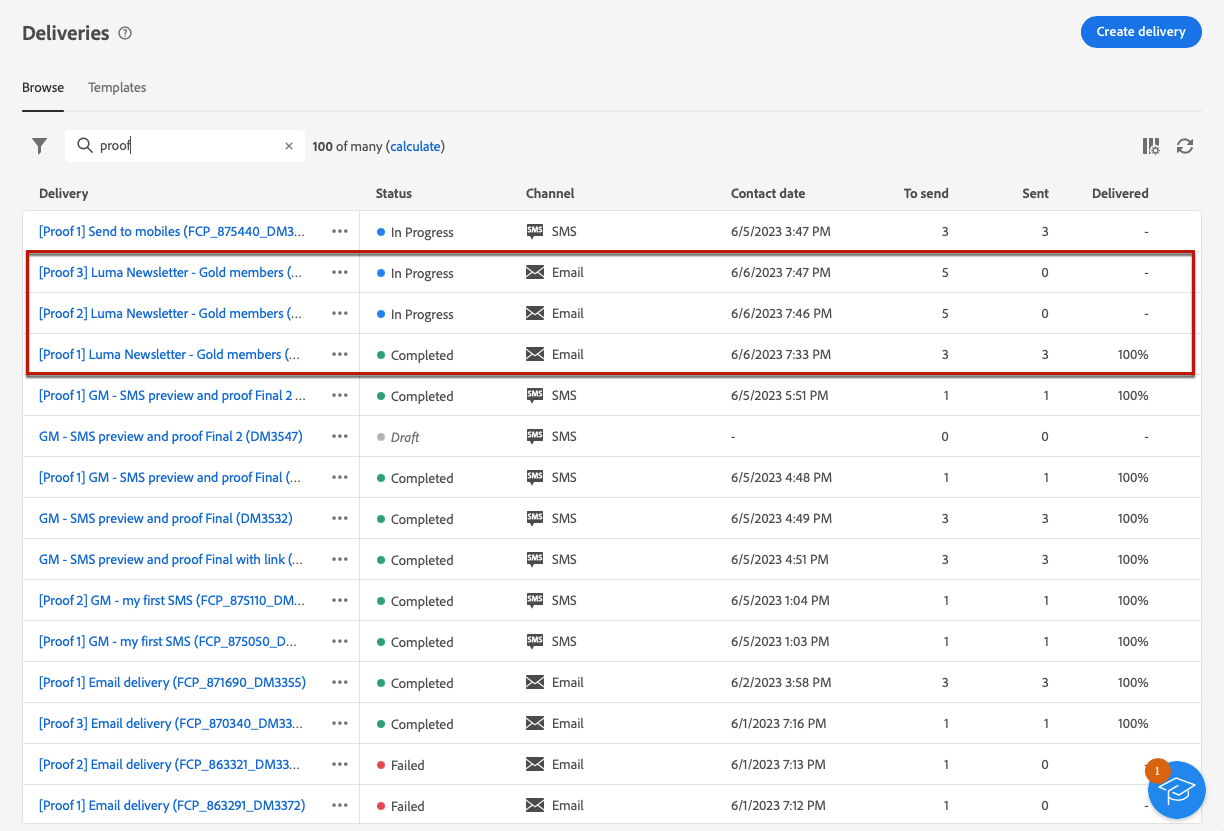 Deliveries ?
Create delivery
Browse Templates
proof × 100 of many (calculate)
Delivery Status Channel Contact date To send Sent Delivered
[Proof 1] Send to mobiles (FCP_875440_DM3... ••• In Progress SMS SMS 6/5/2023 3:47 PM 3 3 -
[Proof 3] Luma Newsletter - Gold members (... ••• In Progress Email 6/6/2023 7:47 PM 5 0 -
[Proof 2] Luma Newsletter - Gold members (... ••• In Progress Email 6/6/2023 7:46 PM 5 0 -
[Proof 1] Luma Newsletter - Gold members (... ••• Completed Email 6/6/2023 7:33 PM 3 3 100%
[Proof 1] GM - SMS preview and proof Final 2 ... ••• Completed SMS SMS 6/5/2023 5:51 PM 1 1 100%
GM - SMS preview and proof Final 2 (DM3547) ••• Draft SMS SMS - 0 0 -
[Proof 1] GM - SMS preview and proof Final (... ••• Completed SMS SMS 6/5/2023 4:48 PM 1 1 100%
GM - SMS preview and proof Final (DM3532) ••• Completed SMS SMS 6/5/2023 4:49 PM 3 3 100%
GM - SMS preview and proof Final with link (... ••• Completed SMS SMS 6/5/2023 4:51 PM 3 3 100%
[Proof 2] GM - my first SMS (FCP_875110_DM... ••• Completed SMS SMS 6/5/2023 1:04 PM 1 1 100%
[Proof 1] GM - my first SMS (FCP_875050_D... ••• Completed SMS SMS 6/5/2023 1:03 PM 1 1 100%
[Proof 1] Email delivery (FCP_871690_DM3355) ••• Completed Email 6/2/2023 3:58 PM 3 3 100%
[Proof 3] Email delivery (FCP_870340_DM33... ••• Completed Email 6/1/2023 7:16 PM 1 1 100%
[Proof 2] Email delivery (FCP_863321_DM33... ••• Failed Email 6/1/2023 7:13 PM 1 0 -
1
[Proof 1] Email delivery (FCP_863291_DM3372) ••• Failed Email 6/1/2023 7:12 PM 1 0 -